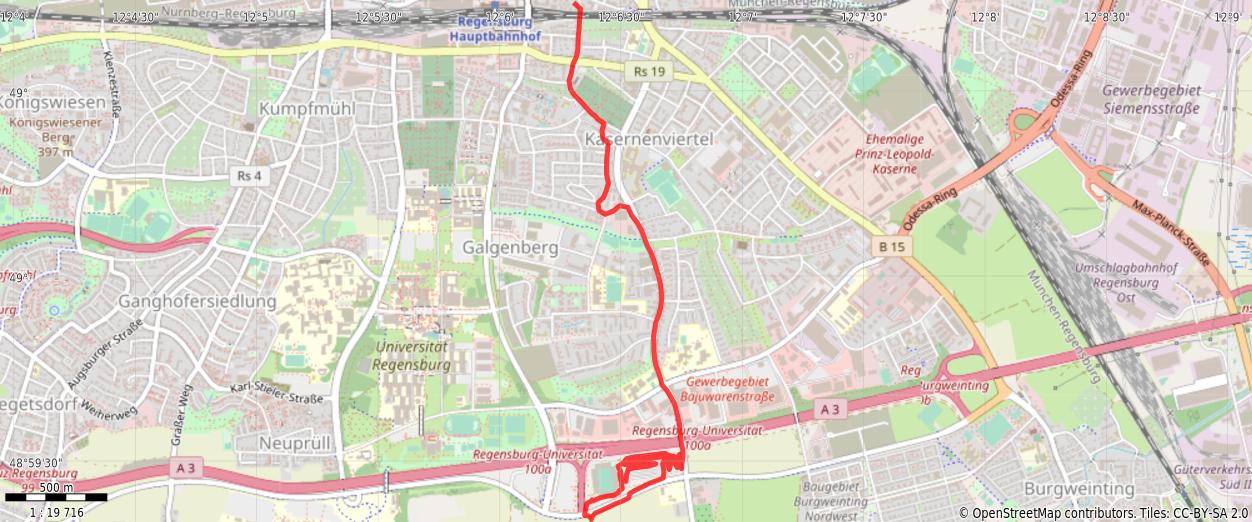 12°4'
12°4'30"
12°5'
12°5'30"
12°6'
12°6'30"
12°7'
12°7'30"
12°8'
12°8'30"
12°9'
Nürnberg–Regensburg
München-Regensburg
Regensburg
Hauptbahnhof
Rs 19
Kienzestraße
49°
Königswiesen
Königswiesener
Berg
397 m
Kumpfmühl
Kasernenviertel
Odessa-Ring
Gewerbegebiet
Siemensstraße
Ehemalige
Prinz-Leopold-
Kaserne
Rs 4
Odessa-Ring
Max-Planck-Straße
Galgenberg
B 15
Umschlagbahnhof
Regensburg
Ost
49°
Ganghofersiedlung
München-Regensburg
Augsburger Straße
Universität
Regensburg
A 3
Karl-Stieler-Straße
Gewerbegebiet
Bajuwarenstraße
Reg
urgweinting
egetsdorf
Weinerweg
Graßer Weg
A 3
Neuprüll
Regensburg-Universität
100a
Regensburg-Universität
100a
48°59'30"
A 3
Regensburg
99
500 m
1 : 19 716
Baugebiet
Burgweinting
Nordwest
Burgweinting
Güterverkehrs
Süd II
© OpenStreetMap contributors. Tiles: CC-BY-SA 2.0